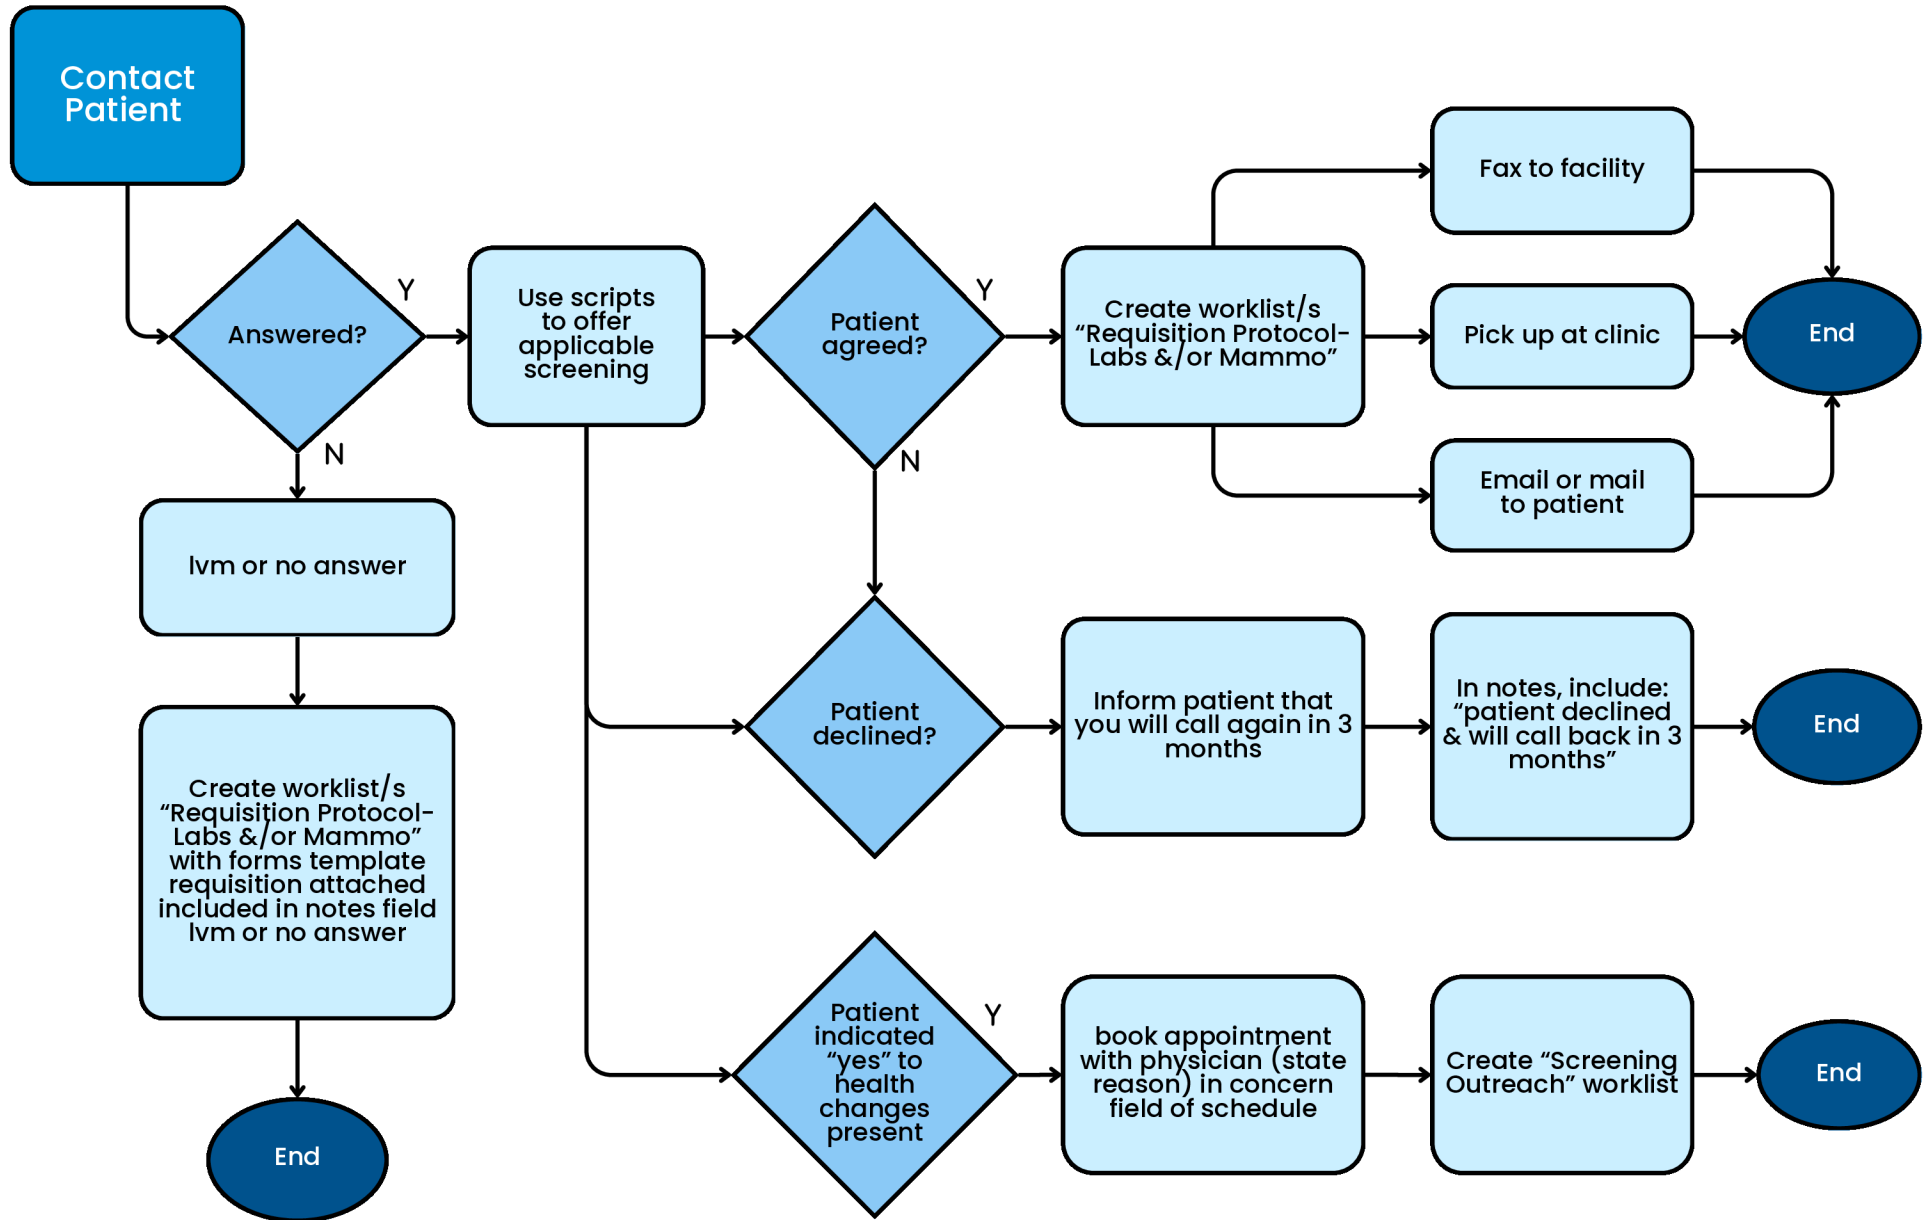 Contact
Patient
Answered?
Y
N
Use scripts
to offer
applicable
screening
Patient
agreed?
Y
N
Create worklist/s
“Requisition Protocol-
Labs &/or Mammo”
Fax to facility
Pick up at clinic
Email or mail
to patient
End
lvm or no answer
Create worklist/s
“Requisition Protocol-
Labs &/or Mammo”
with forms template
requisition attached
included in notes field
lvm or no answer
End
Patient
declined?
Inform patient that
you will call again in 3
months
In notes, include:
“patient declined
& will call back in 3
months”
End
Patient
indicated
“yes” to
health
changes
present
Y
book appointment
with physician (state
reason) in concern
field of schedule
Create “Screening
Outreach” worklist
End